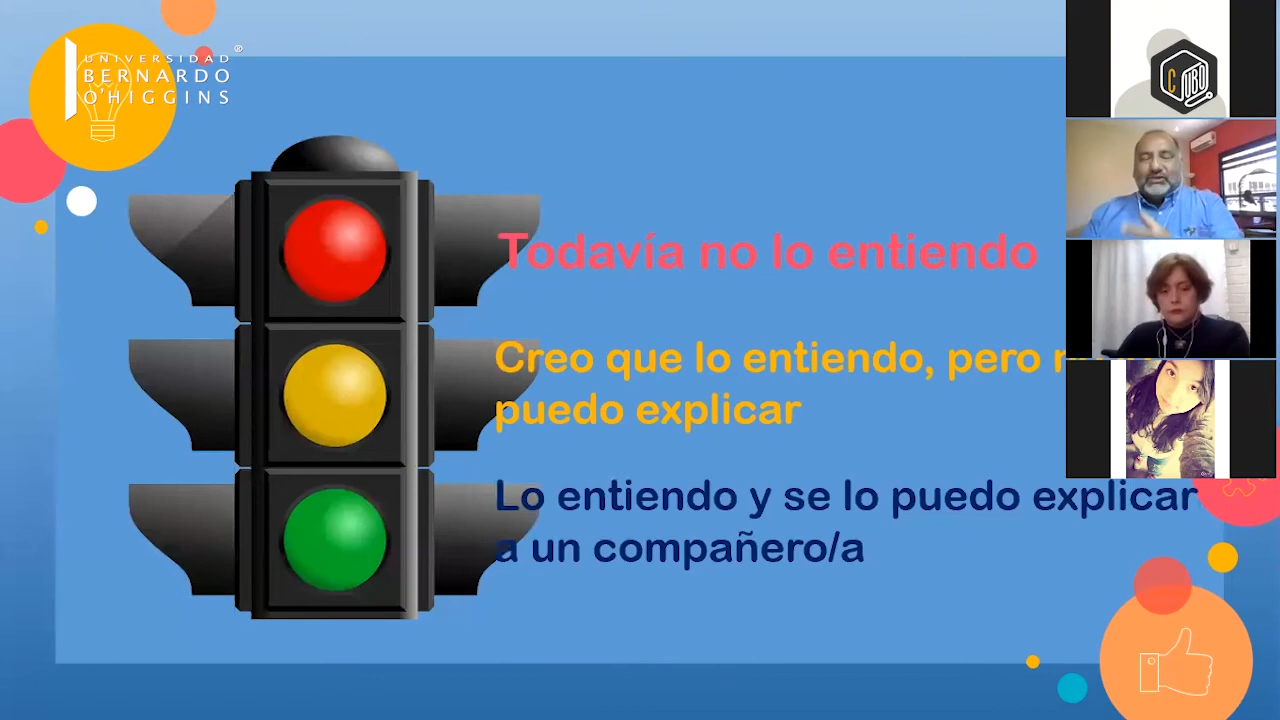 UNIVERSIDAD
BERNARDO
O'HIGGINS
®
C UBO
Todavía no lo entiendo
Creo que lo entiendo, pero
puedo explicar
Lo entiendo y se lo puedo explicar
a un compañero/a